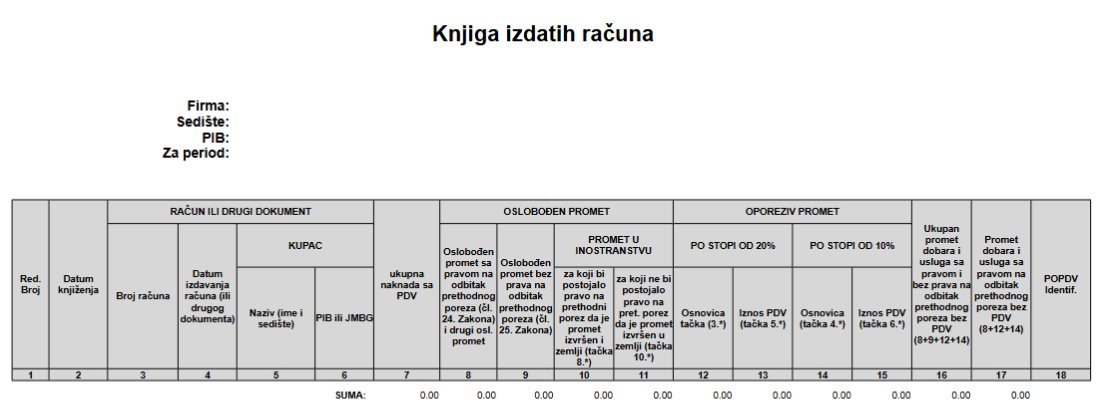 Knjiga izdatih računa
Firma:
Sedište:
PIB:
Za period:
Red.
Broj
Datum
knjiženja
RAČUN ILI DRUGI DOKUMENT
Broj računa
Datum
izdavanja
računa (ili
drugog
dokumenta)
KUPAC
Naziv (ime i
sedište)
PIB ili JMBG
ukupna
naknada sa
PDV
OSLOBOĐEN PROMET
Oslobođen
promet sa
pravom na
odbitak
prethodnog
poreza (čl.
24. Zakona)
i drugi osl.
promet
Oslobođen
promet bez
prava na
odbitak
prethodnog
poreza (čl.
25. Zakona)
PROMET U
INOSTRANSTVU
za koji bi
postojalo
pravo na
prethodni
porez da je
promet
izvršen i
zemlji (tačka
8.*)
za koji ne bi
postojalo
pravo na
pret. porez
da je promet
izvršen u
zemlji (tačka
10.*)
OPOREZIV PROMET
PO STOPI OD 20%
Osnovica
tačka (3.*)
Iznos PDV
(tačka 5.*)
PO STOPI OD 10%
Osnovica
(tačka 4.*)
Iznos PDV
(tačka 6.*)
Ukupan
promet
dobara i
usluga sa
pravom i
bez prava na
odbitak
prethodnog
poreza bez
PDV
(8+9+12+14)
Promet
dobara i
usluga sa
pravom na
odbitak
prethodnog
poreza bez
PDV
(8+12+14)
POPDV
Identif.
1 2 3 4 5 6 7 8 9 10 11 12 13 14 15 16 17 18
SUMA: 0.00 0.00 0.00 0.00 0.00 0.00 0.00 0.00 0.00 0.00 0.00